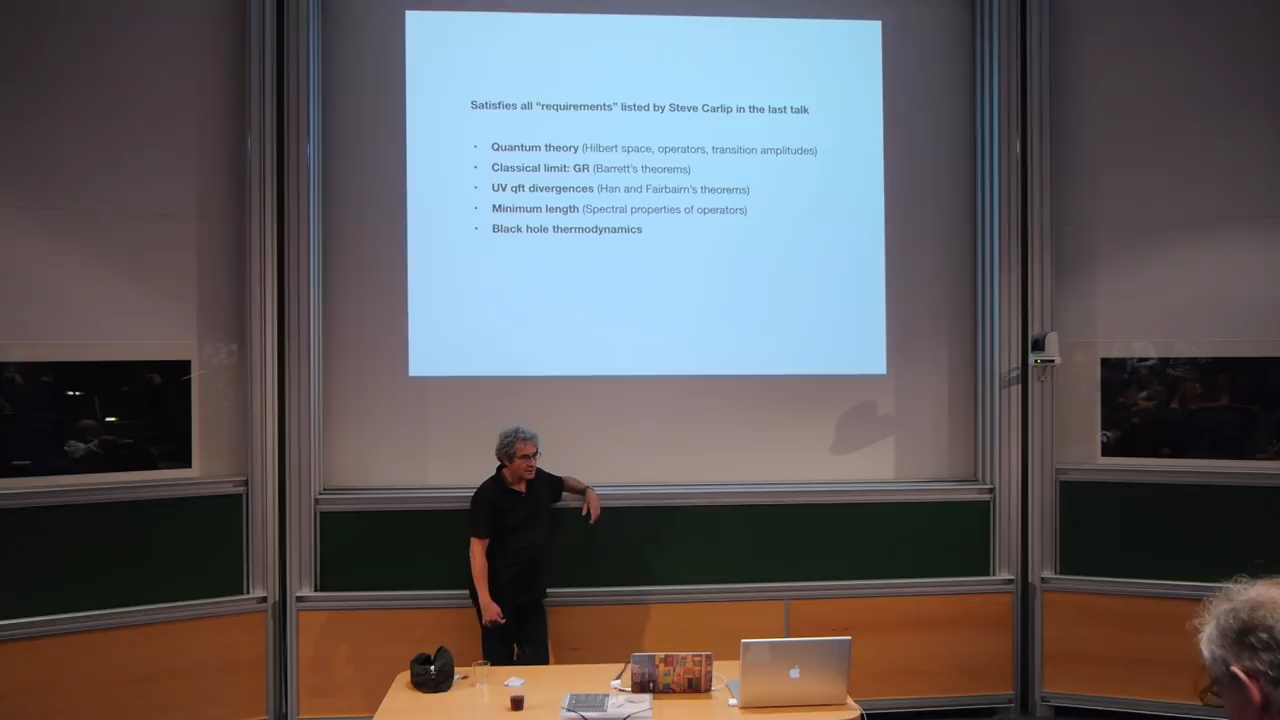 Satisfies all “requirements” listed by Steve Carlip in the last talk
• Quantum theory (Hilbert space, operators, transition amplitudes)
• Classical limit: GR (Barrett’s theorems)
• UV qft divergences (Han and Fairbairn’s theorems)
• Minimum length (Spectral properties of operators)
• Black hole thermodynamics